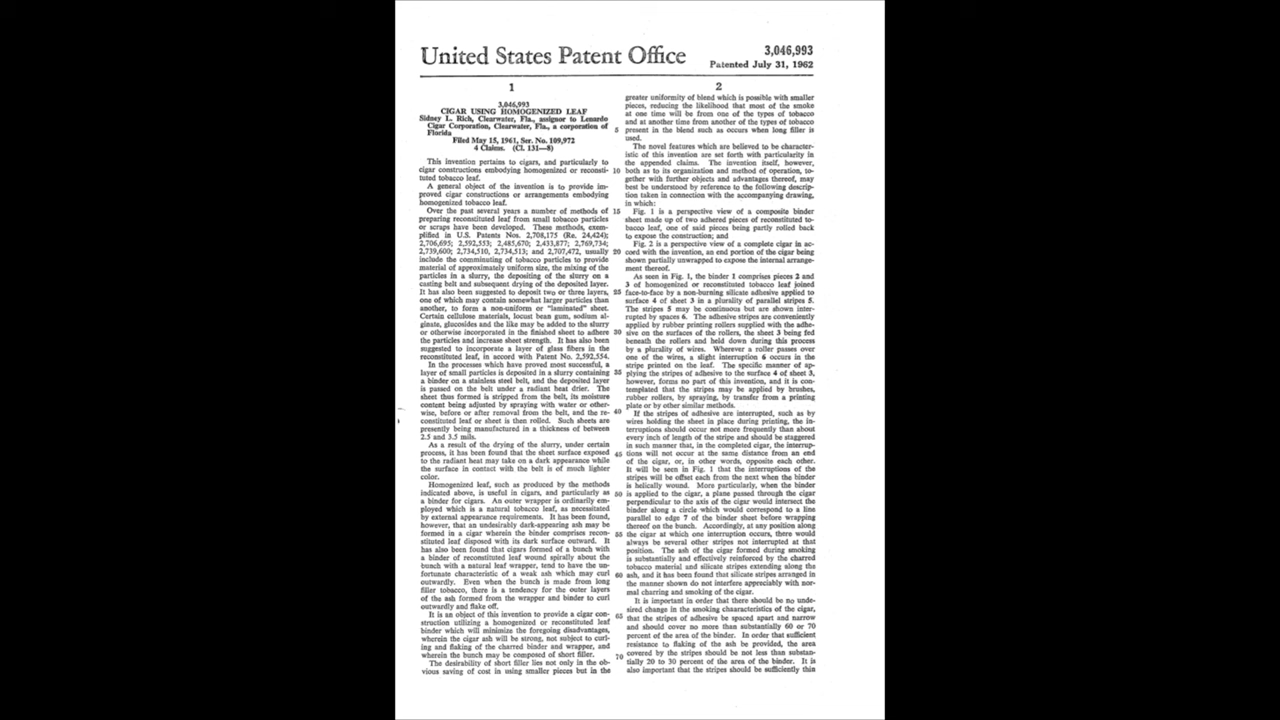 United States Patent Office
3,046,993
Patented July 31, 1962
1
3,046,993
CIGAR USING HOMOGENIZED LEAF
Sidney L. Rich, Clearwater, Fla., assignor to Lenardo
Cigar Corporation, Clearwater, Fla., a corporation of
Florida
Filed May 15, 1961, Ser. No. 109,972
4 Claims. (Cl. 131—8)
This invention pertains to cigars, and particularly to
cigar constructions embodying homogenized or reconsti-
tuted tobacco leaf.
A general object of the invention is to provide im-
proved cigar constructions or arrangements embodying
homogenized tobacco leaf.
Over the past several years a number of methods of
preparing reconstituted leaf from small tobacco particles
or scraps have been developed. These methods, exem-
plified in U.S. Patents Nos. 2,708,175 (Re. 24,424);
2,706,695; 2,592,553; 2,485,670; 2,433,877; 2,769,734;
2,739,600; 2,734,510, 2,734,513; and 2,707,472, usually
include the comminuting of tobacco particles to provide
material of approximately uniform size, the mixing of the
particles in a slurry, the depositing of the slurry on a
casting belt and subsequent drying of the deposited layer.
It has also been suggested to deposit two or three layers,
one of which may contain somewhat larger particles than
another, to form a non-uniform or "laminated" sheet.
Certain cellulose materials, locust bean gum, sodium al-
ginate, glucosides and the like may be added to the slurry
or otherwise incorporated in the finished sheet to adhere
the particles and increase sheet strength. It has also been
suggested to incorporate a layer of glass fibers in the
reconstituted leaf, in accord with Patent No. 2,592,554.
In the processes which have proved most successful, a
layer of small particles is deposited in a slurry containing
a binder on a stainless steel belt, and the deposited layer
is passed on the belt under a radiant heat drier. The
sheet thus formed is stripped from the belt, its moisture
content being adjusted by spraying with water or other-
wise, before or after removal from the belt, and the re-
constituted leaf or sheet is then rolled. Such sheets are
presently being manufactured in a thickness of between
2.5 and 3.5 mils.
As a result of the drying of the slurry, under certain
process, it has been found that the sheet surface exposed
to the radiant heat may take on a dark appearance while
the surface in contact with the belt is of much lighter
color.
Homogenized leaf, such as produced by the methods
indicated above, is useful in cigars, and particularly as
a binder for cigars. An outer wrapper is ordinarily em-
ployed which is a natural tobacco leaf, as necessitated
by external appearance requirements. It has been found,
however, that an undesirably dark-appearing ash may be
formed in a cigar wherein the binder comprises recon-
stituted leaf disposed with its dark surface outward. It
has also been found that cigars formed of a bunch with
a binder of reconstituted leaf wound spirally about the
bunch with a natural leaf wrapper, tend to have the un-
fortunate characteristic of a weak ash which may curl
outwardly. Even when the bunch is made from long
filler tobacco, there is a tendency for the outer layers
of the ash formed from the wrapper and binder to curl
outwardly and flake off.
It is an object of this invention to provide a cigar con-
struction utilizing a homogenized or reconstituted leaf
binder which will minimize the foregoing disadvantages,
wherein the cigar ash will be strong, not subject to curl-
ing and flaking of the charred binder and wrapper, and
wherein the bunch may be composed of short filler.
The desirability of short filler lies not only in the ob-
vious saving of cost in using smaller pieces but in the
2
greater uniformity of blend which is possible with smaller
pieces, reducing the likelihood that most of the smoke
at one time will be from one of the types of tobacco
and at another time from another of the types of tobacco
5 present in the blend such as occurs when long filler is
used.
The novel features which are believed to be character-
istic of this invention are set forth with particularity in
the appended claims. The invention itself, however,
10 both as to its organization and method of operation, to-
gether with further objects and advantages thereof, may
best be understood by reference to the following descrip-
tion taken in connection with the accompanying drawing,
in which:
15 Fig. 1 is a perspective view of a composite binder
sheet made up of two adhered pieces of reconstituted to-
bacco leaf, one of said pieces being partly rolled back
to expose the construction; and
Fig. 2 is a perspective view of a complete cigar in ac-
20 cord with the invention, an end portion of the cigar being
shown partially unwrapped to expose the internal arrange-
ment thereof.
As seen in Fig. 1, the binder 1 comprises pieces 2 and
3 of homogenized or reconstituted tobacco leaf joined
25 face-to-face by a non-burning silicate adhesive applied to
surface 4 of sheet 3 in a plurality of parallel stripes 5.
The stripes 5 may be continuous but are shown inter-
rupted by spaces 6. The adhesive stripes are conveniently
applied by rubber printing rollers supplied with the adhe-
30 sive on the surfaces of the rollers, the sheet 3 being fed
beneath the rollers and held down during this process
by a plurality of wires. Wherever a roller passes over
one of the wires, a slight interruption 6 occurs in the
stripe printed on the leaf. The specific manner of ap-
35 plying the stripes of adhesive to the surface 4 of sheet 3,
however, forms no part of this invention, and it is con-
templated that the stripes may be applied by brushes,
rubber rollers, by spraying, by transfer from a printing
plate or by other similar methods.
40 If the stripes of adhesive are interrupted, such as by
wires holding the sheet in place during printing, the in-
terruptions should occur not more frequently than about
every inch of length of the stripe and should be staggered
in such manner that, in the completed cigar, the interrup-
45 tions will not occur at the same distance from an end
of the cigar, or, in other words, opposite each other.
It will be seen in Fig. 1 that the interruptions of the
stripes will be offset each from the next when the binder
is helically wound. More particularly, when the binder
50 is applied to the cigar, a plane passed through the cigar
perpendicular to the axis of the cigar would intersect the
binder along a circle which would correspond to a line
parallel to edge 7 of the binder sheet before wrapping
thereof on the bunch. Accordingly, at any position along
55 the cigar at which one interruption occurs, there would
always be several other stripes not interrupted at that
position. The ash of the cigar formed during smoking
is substantially and effectively reinforced by the charred
tobacco material and silicate stripes extending along the
60 ash, and it has been found that silicate stripes arranged in
the manner shown do not interfere appreciably with nor-
mal charring and smoking of the cigar.
It is important in order that there should be no unde-
sired change in the smoking characteristics of the cigar,
65 that the stripes of adhesive be spaced apart and narrow
and should cover no more than substantially 60 or 70
percent of the area of the binder. In order that sufficient
resistance to flaking of the ash be provided, the area
covered by the stripes should be not less than substan-
70 tially 20 to 30 percent of the area of the binder. It is
also important that the stripes should be sufficiently thin